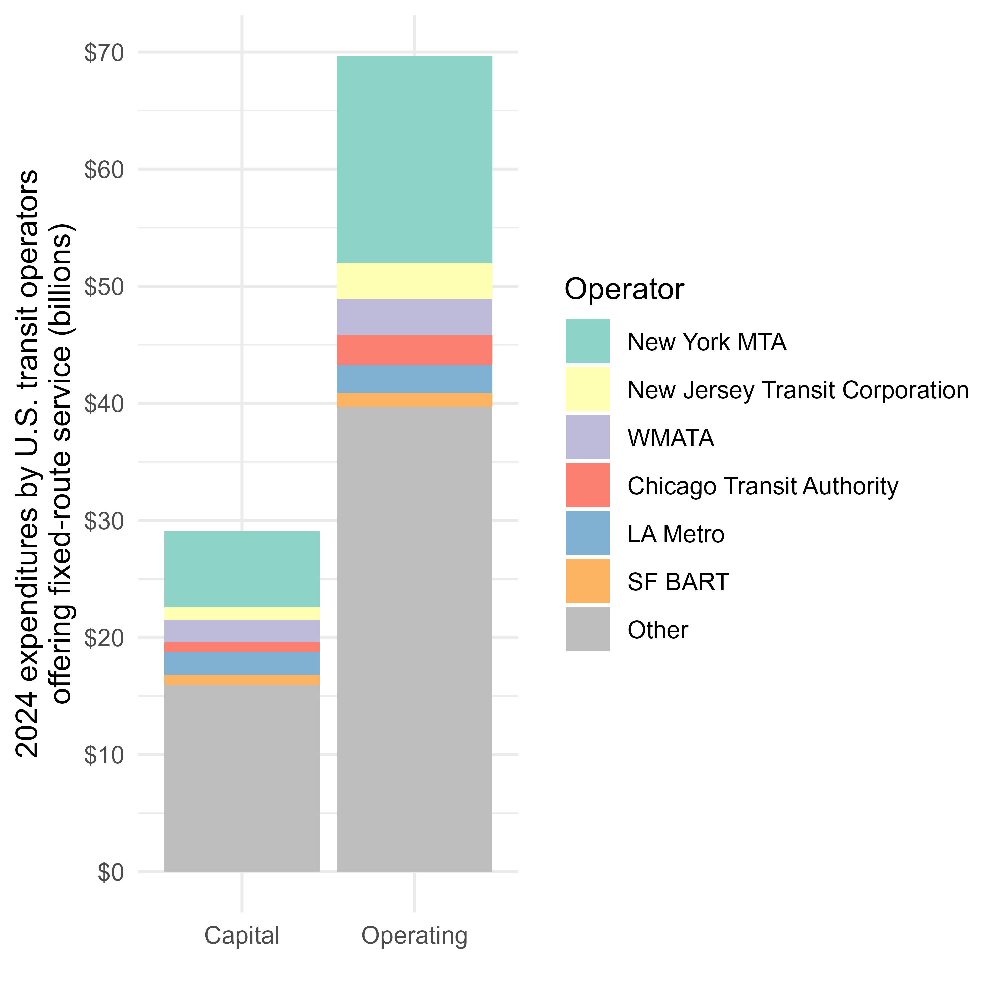 2024 expenditures by U.S. transit operators
offering fixed-route service (billions)
$70
$60
$50
$40
$30
$20
$10
$0
Capital
Operating
Operator
New York MTA
New Jersey Transit Corporation
WMATA
Chicago Transit Authority
LA Metro
SF BART
Other